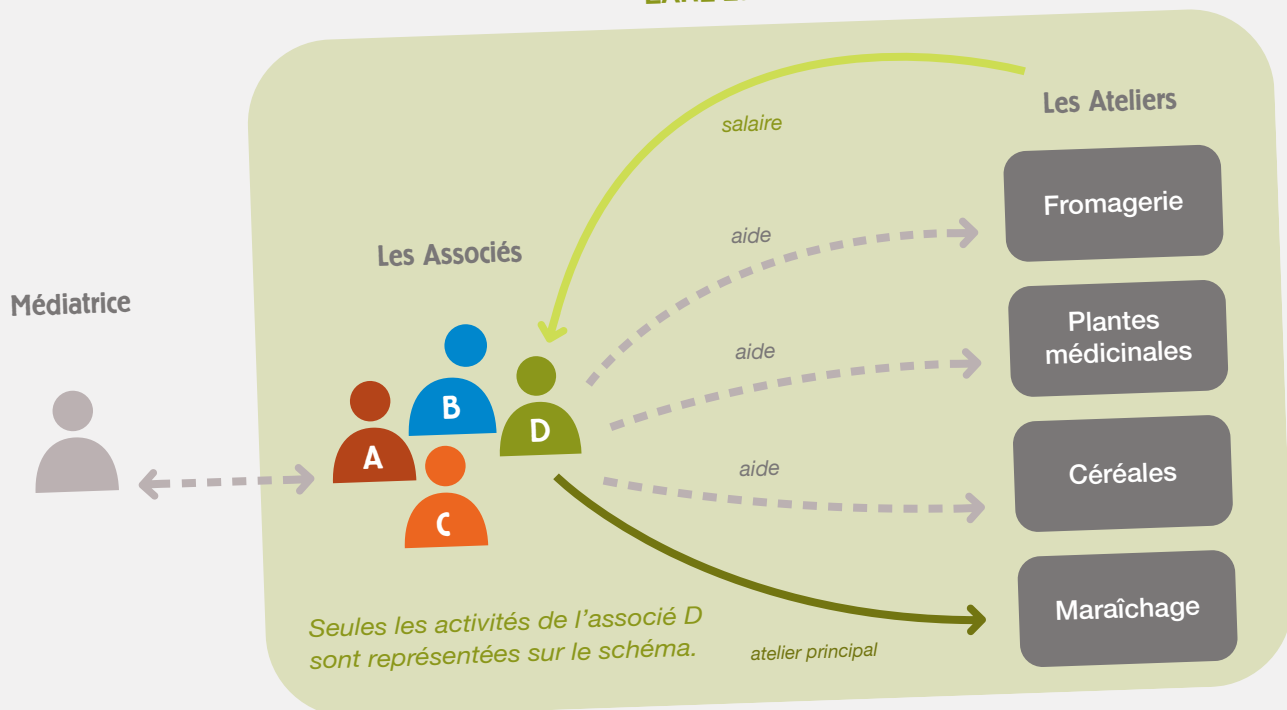 Les Ateliers
salaire
Fromagerie
aide
Les Associés
Médiatrice
Plantes
médicinales
aide
B
D
A
aide
Céréales
C
Maraîchage
Seules les activités de l'associé D
sont représentées sur le schéma.
atelier principal